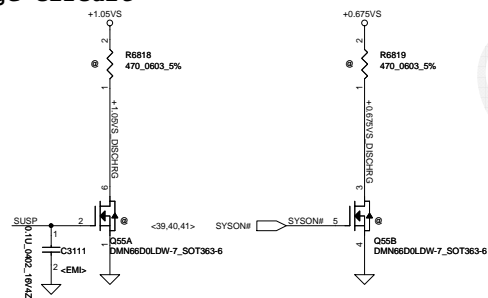 +1.05VS
2
@
R6818
470_0603_5%
1
+1.05VS_DISCHRG
6
SUSP
2
@
1
Q55A
DMN66D0LDW-7_SOT363-6
1
C3111
2
<EMI>
0.1U_0402_16V4Z
+0.675VS
2
@
R6819
470_0603_5%
1
+0.675VS_DISCHRG
3
<39,40,41>
SYSON#
SYSON#
5
@
4
Q55B
DMN66D0LDW-7_SOT363-6